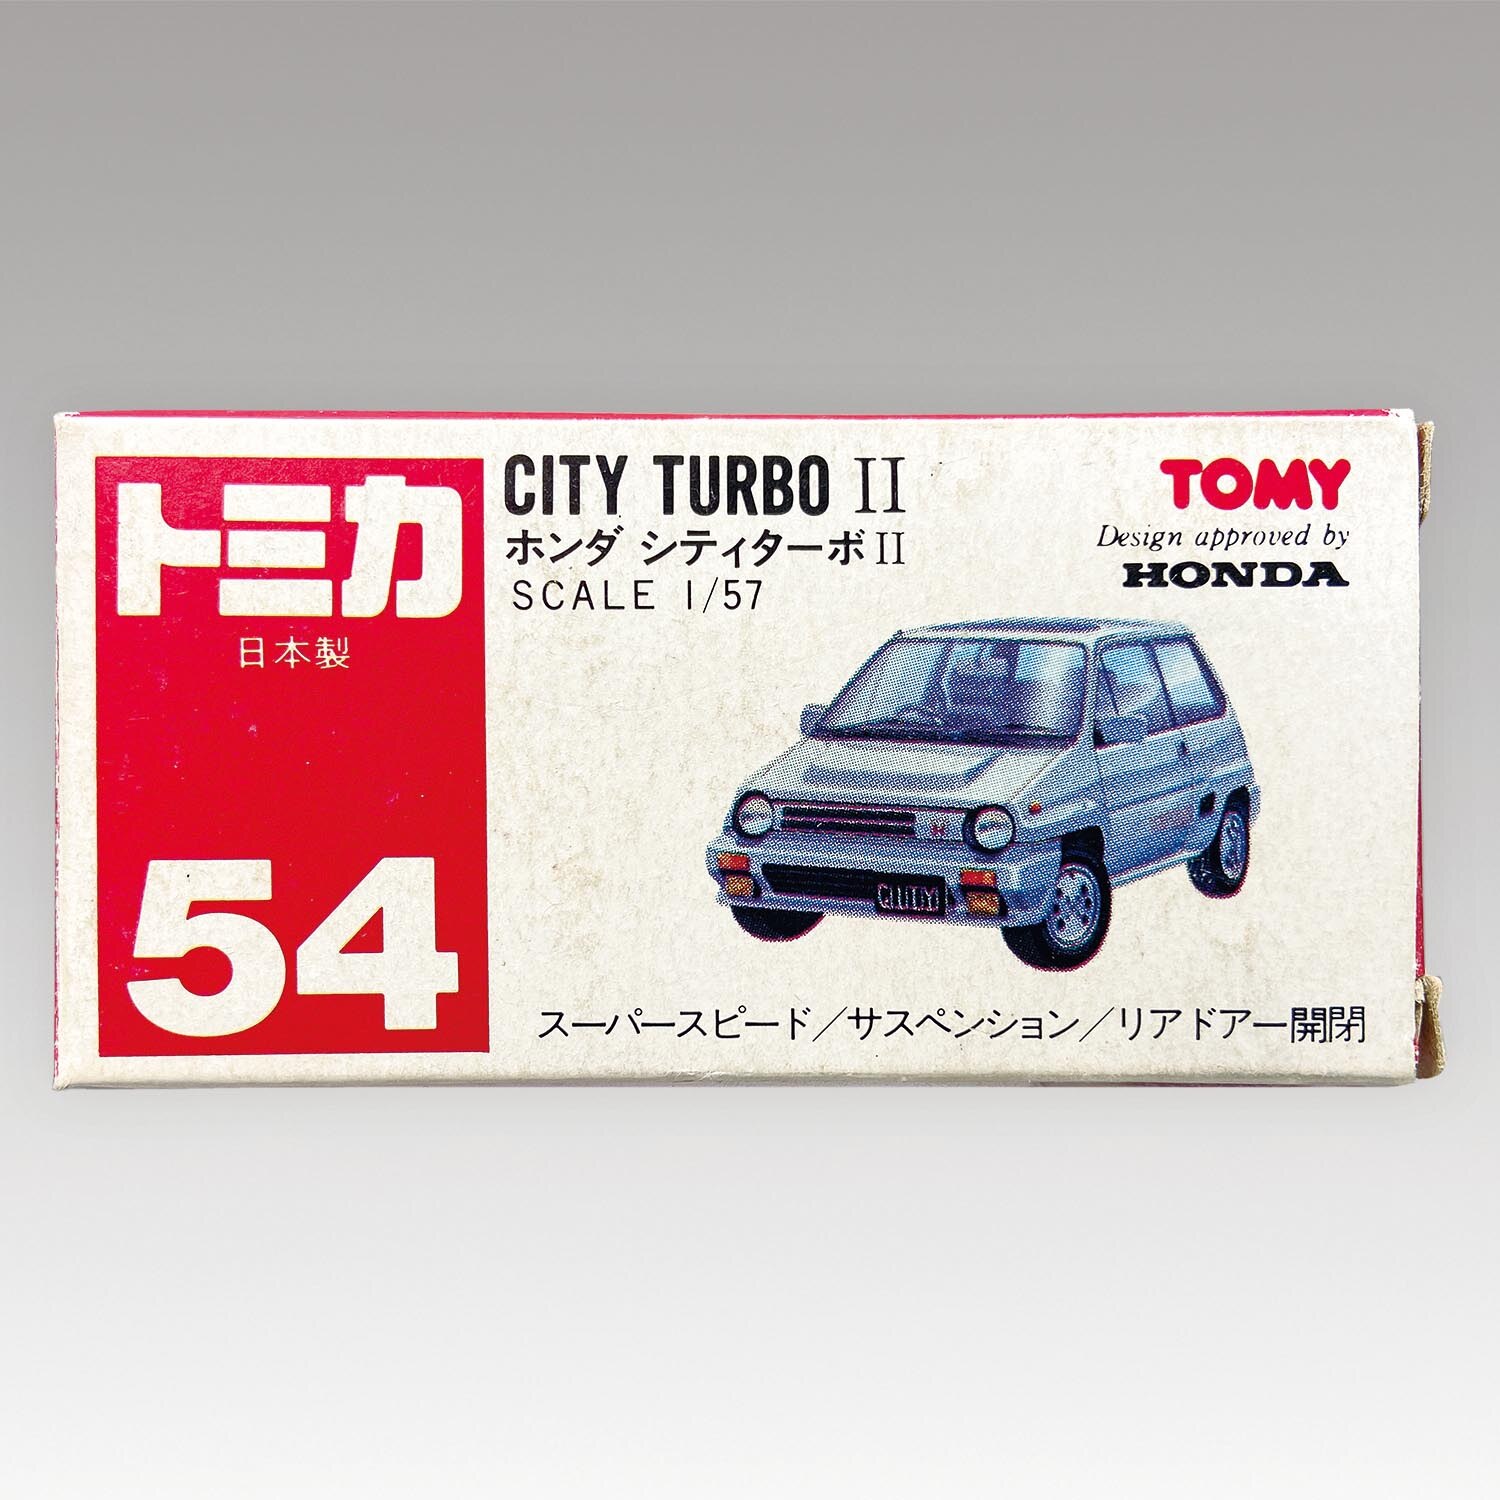 トミカ
日本製
54
CITY TURBO II
ホンダ シティターボ II
SCALE 1/57
TOMY
Design approved by
HONDA
CITY
スーパースピード/サスペンション/リアドアー開閉